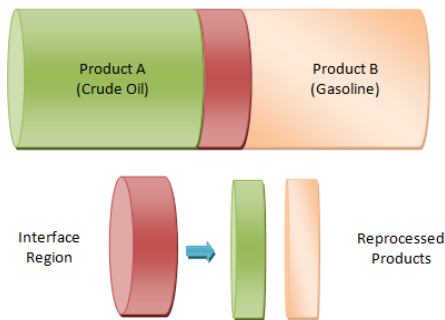 Product A
(Crude Oil)
Product B
(Gasoline)
Interface
Region
Reprocessed
Products